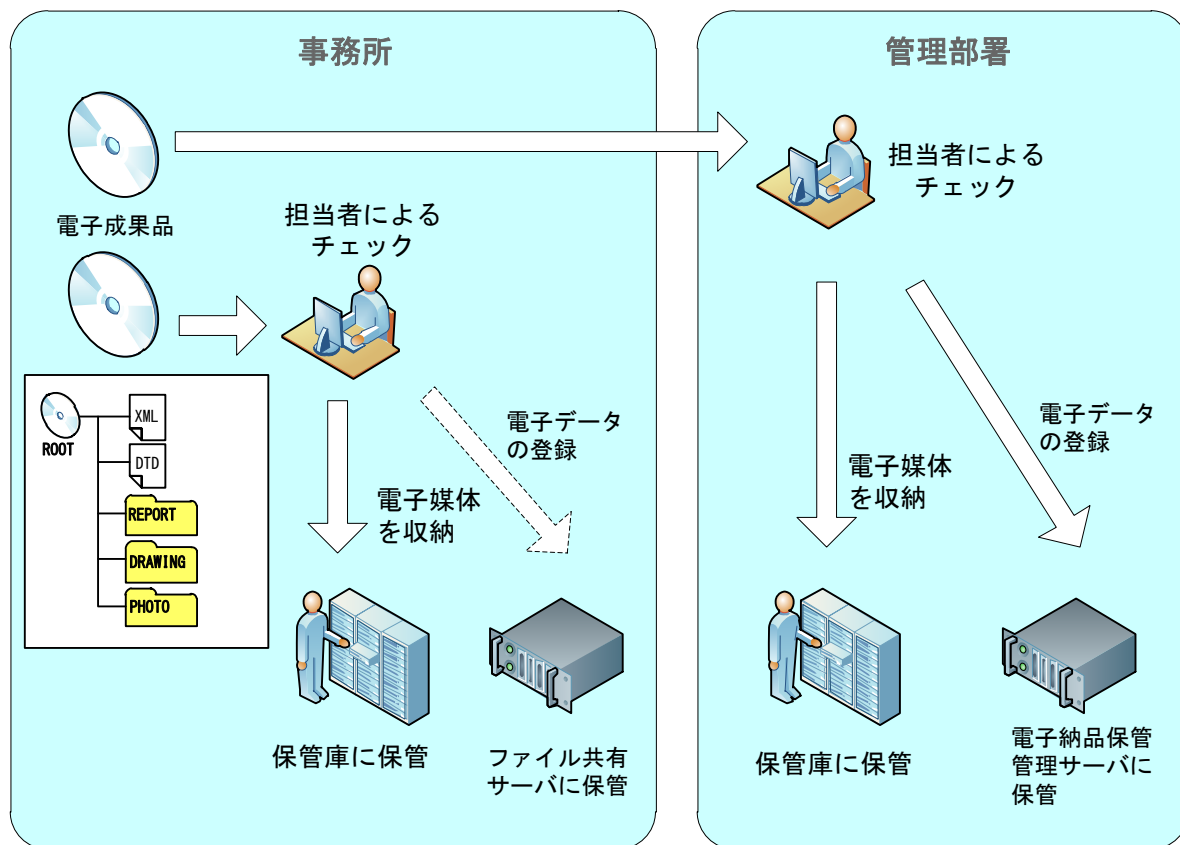 事務所
電子成果品
担当者による
チェック
ROOT
XML
DTD
REPORT
DRAWING
PHOTO
電子データ
の登録
電子媒体
を収納
保管庫に保管
ファイル共有
サーバに保管
管理部署
担当者による
チェック
電子データ
の登録
電子媒体
を収納
保管庫に保管
電子納品保管
管理サーバに
保管